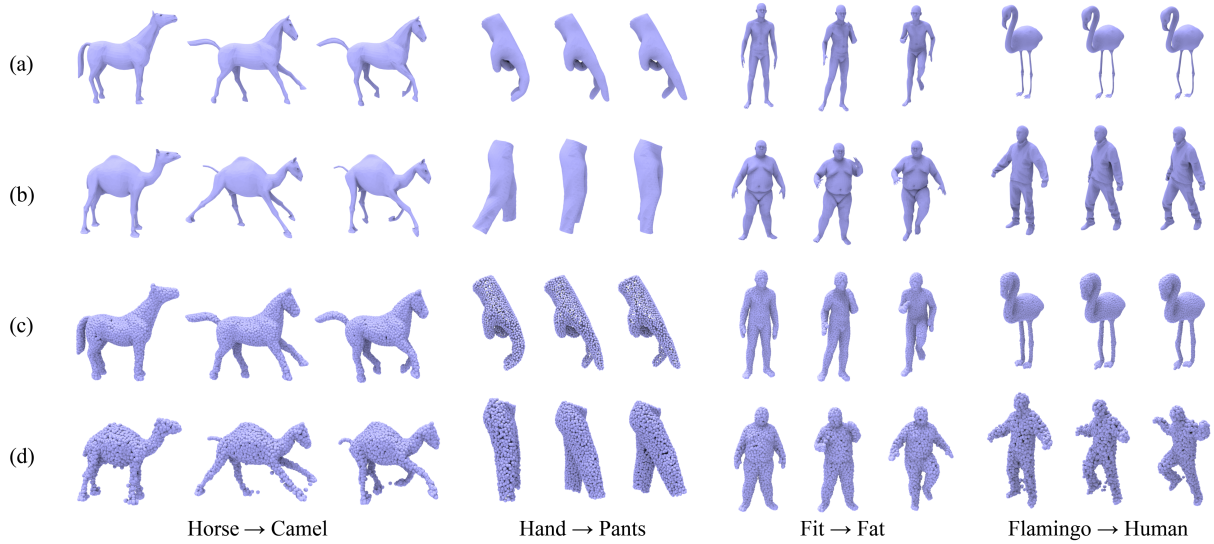 (a)
(b)
(c)
(d)
Horse → Camel
Hand → Pants
Fit → Fat
Flamingo → Human